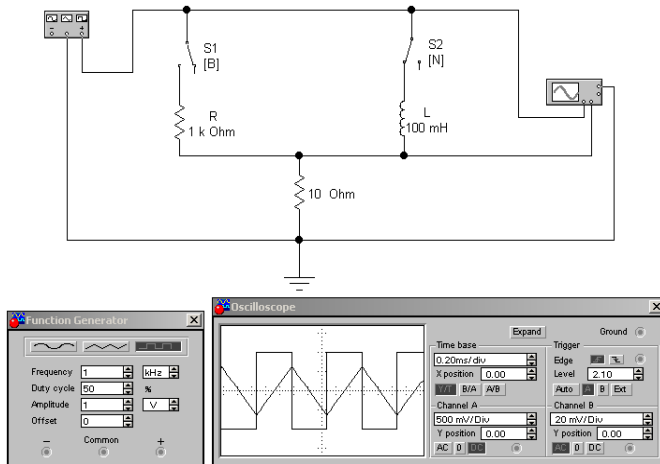 S1
[B]
S2
[N]
R
1 k Ohm
L
100 mH
10 Ohm
Function Generator
Frequency 1 kHz
Duty cycle 50 %
Amplitude 1 V
Offset 0
Common
− +
Oscilloscope
Expand
Ground
Time base
0.20ms/div
X position 0.00
Y/T B/A A/B
Trigger
Edge
Level 2.10
Auto A B Ext
Channel A
500 mV/Div
Y position 0.00
AC 0 DC
Channel B
20 mV/Div
Y position 0.00
AC 0 DC